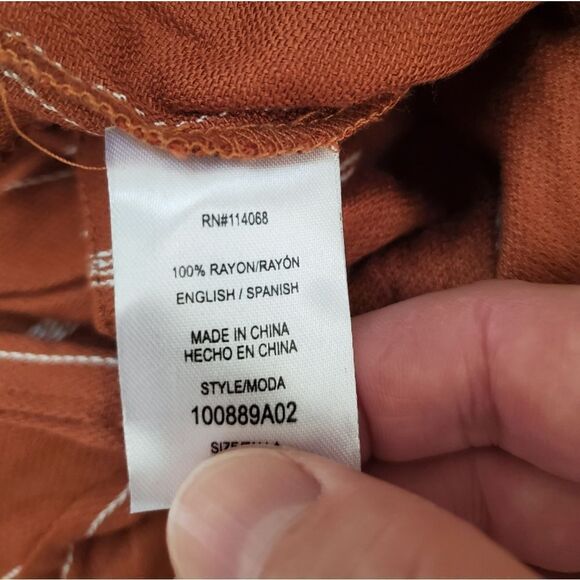 RN#114068
100% RAYON/RAYÓN
ENGLISH / SPANISH
MADE IN CHINA
HECHO EN CHINA
STYLE/MODA
100889A02